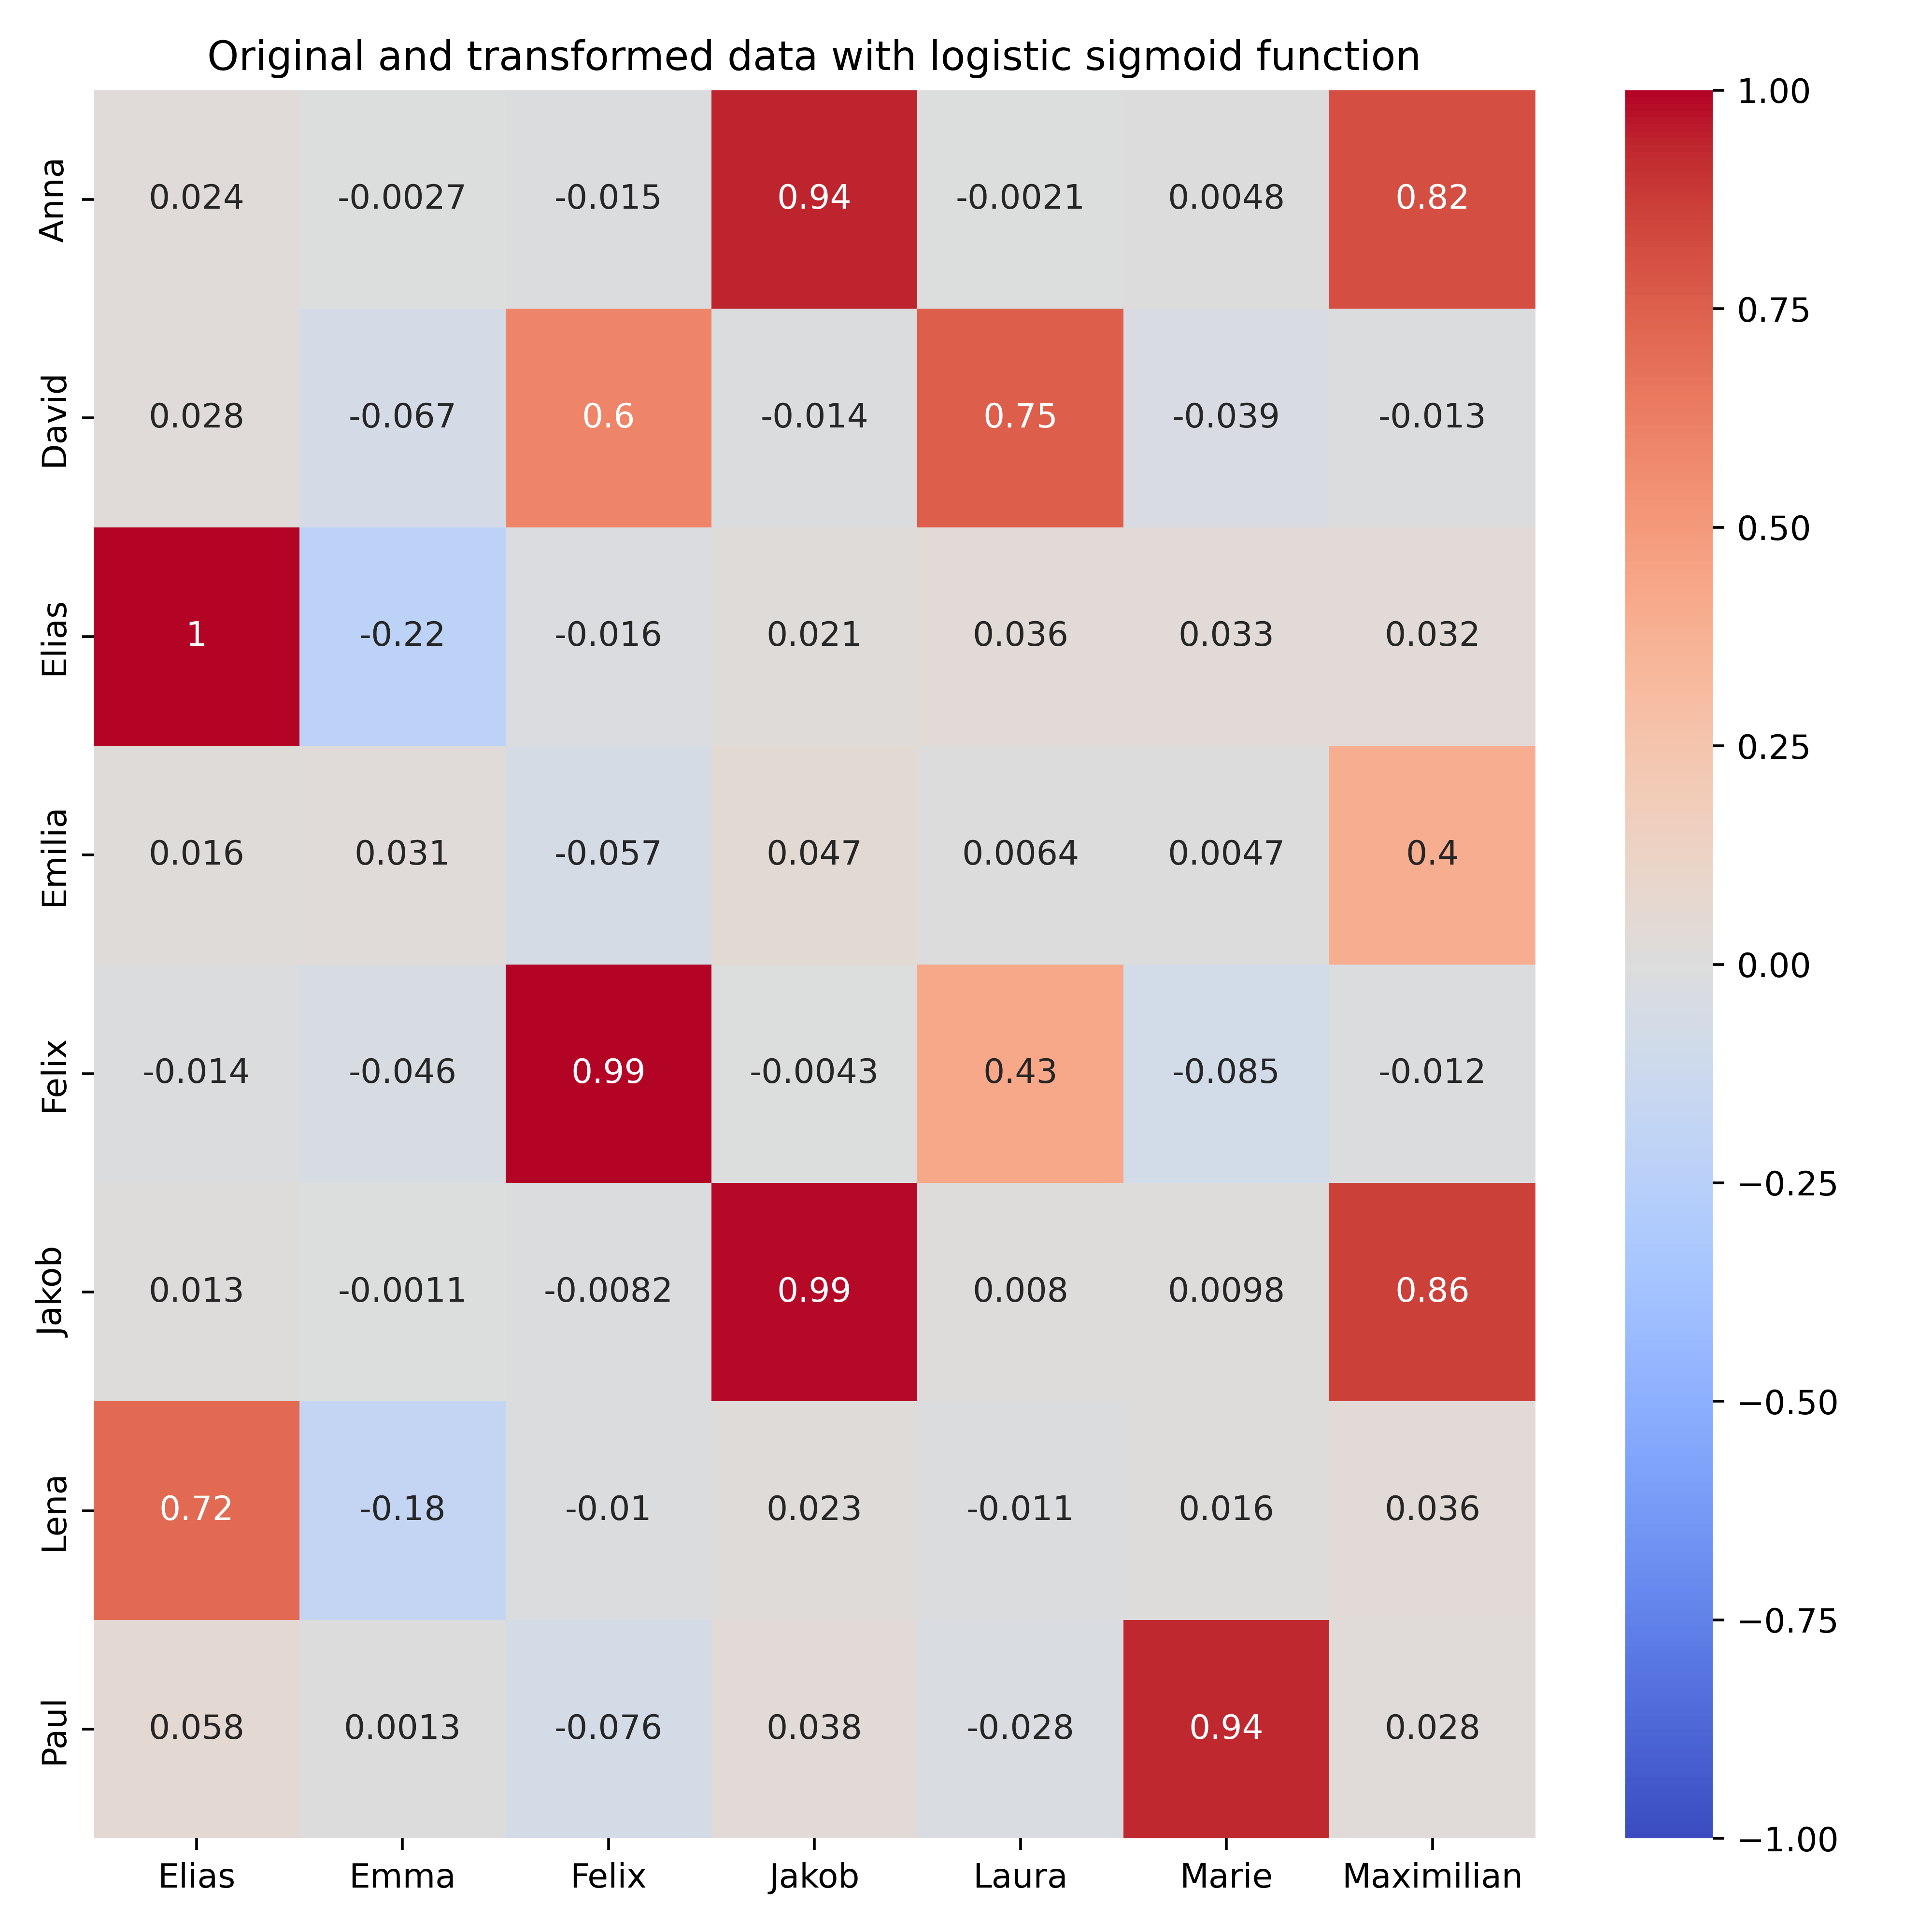 Original and transformed data with logistic sigmoid function
Anna 0.024 -0.0027 -0.015 0.94 -0.0021 0.0048 0.82
David 0.028 -0.067 0.6 -0.014 0.75 -0.039 -0.013
Elias 1 -0.22 -0.016 0.021 0.036 0.033 0.032
Emilia 0.016 0.031 -0.057 0.047 0.0064 0.0047 0.4
Felix -0.014 -0.046 0.99 -0.0043 0.43 -0.085 -0.012
Jakob 0.013 -0.0011 -0.0082 0.99 0.008 0.0098 0.86
Lena 0.72 -0.18 -0.01 0.023 -0.011 0.016 0.036
Paul 0.058 0.0013 -0.076 0.038 -0.028 0.94 0.028
Elias Emma Felix Jakob Laura Marie Maximilian
1.00
0.75
0.50
0.25
0.00
−0.25
−0.50
−0.75
−1.00